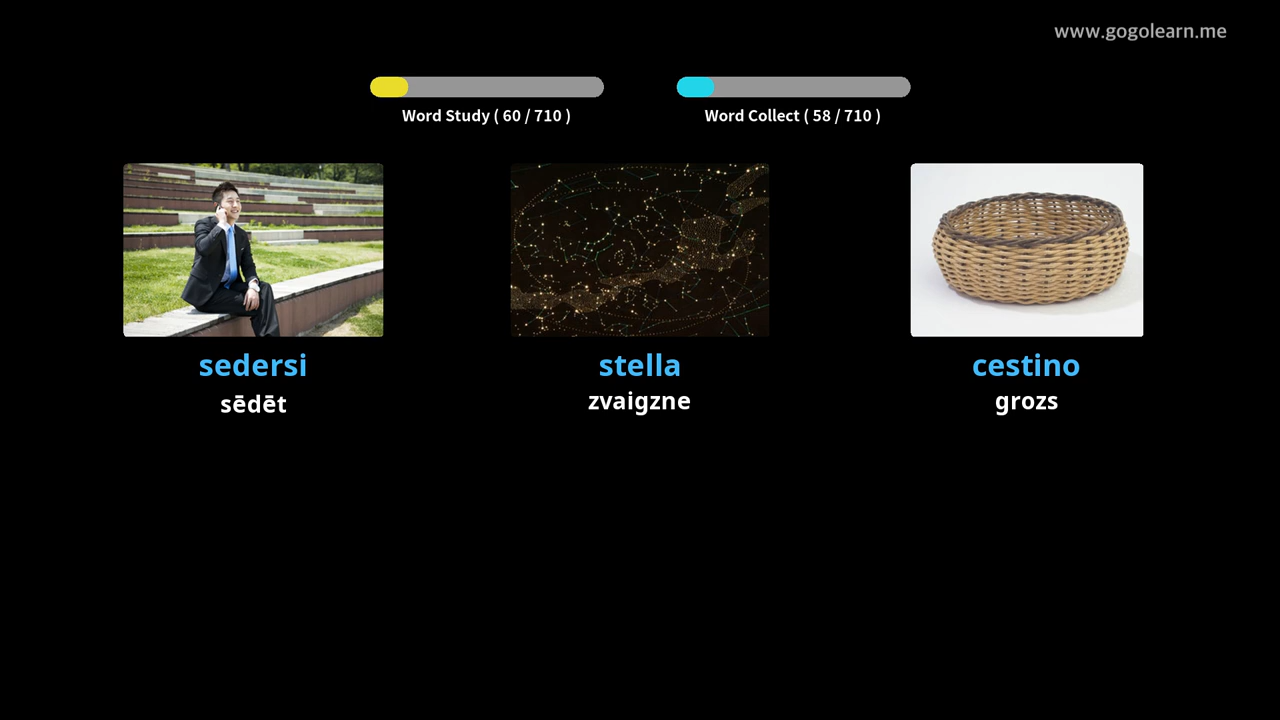 www.gogolearn.me
Word Study ( 60 / 710 )
Word Collect ( 58 / 710 )
sedersi
stella
cestino
sēdēt
zvaigzne
grozs